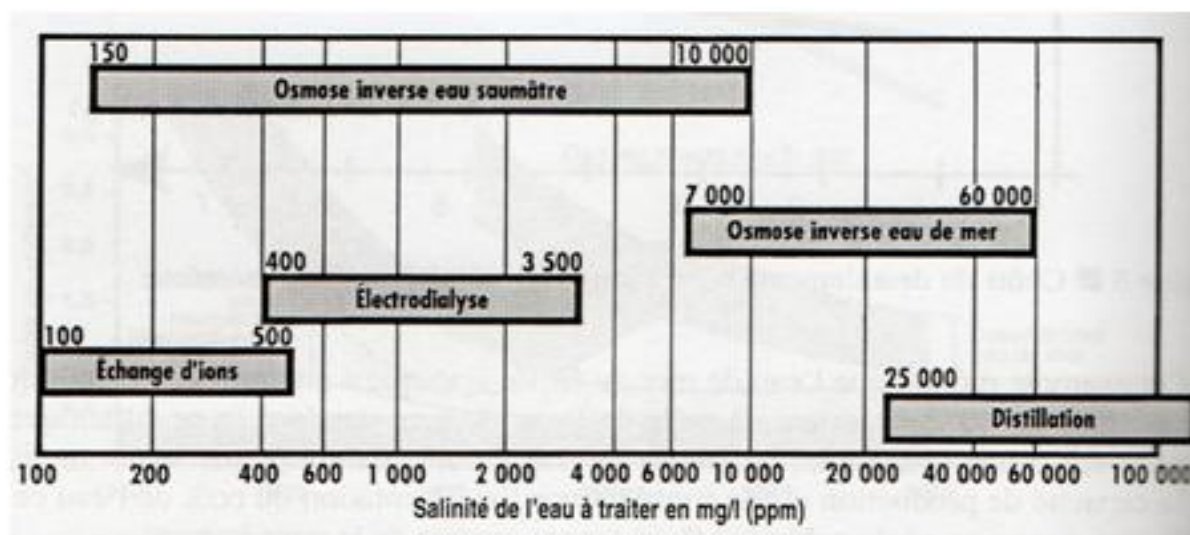 150 10 000
Osmose inverse eau saumâtre
7 000 60 000
Osmose inverse eau de mer
400 3 500
Électrodialyse
100 500
Échange d'ions
25 000
Distillation
100 200 400 600 1 000 2 000 4 000 6 000 10 000 20 000 40 000 60 000 100 000
Salinité de l'eau à traiter en mg/l (ppm)